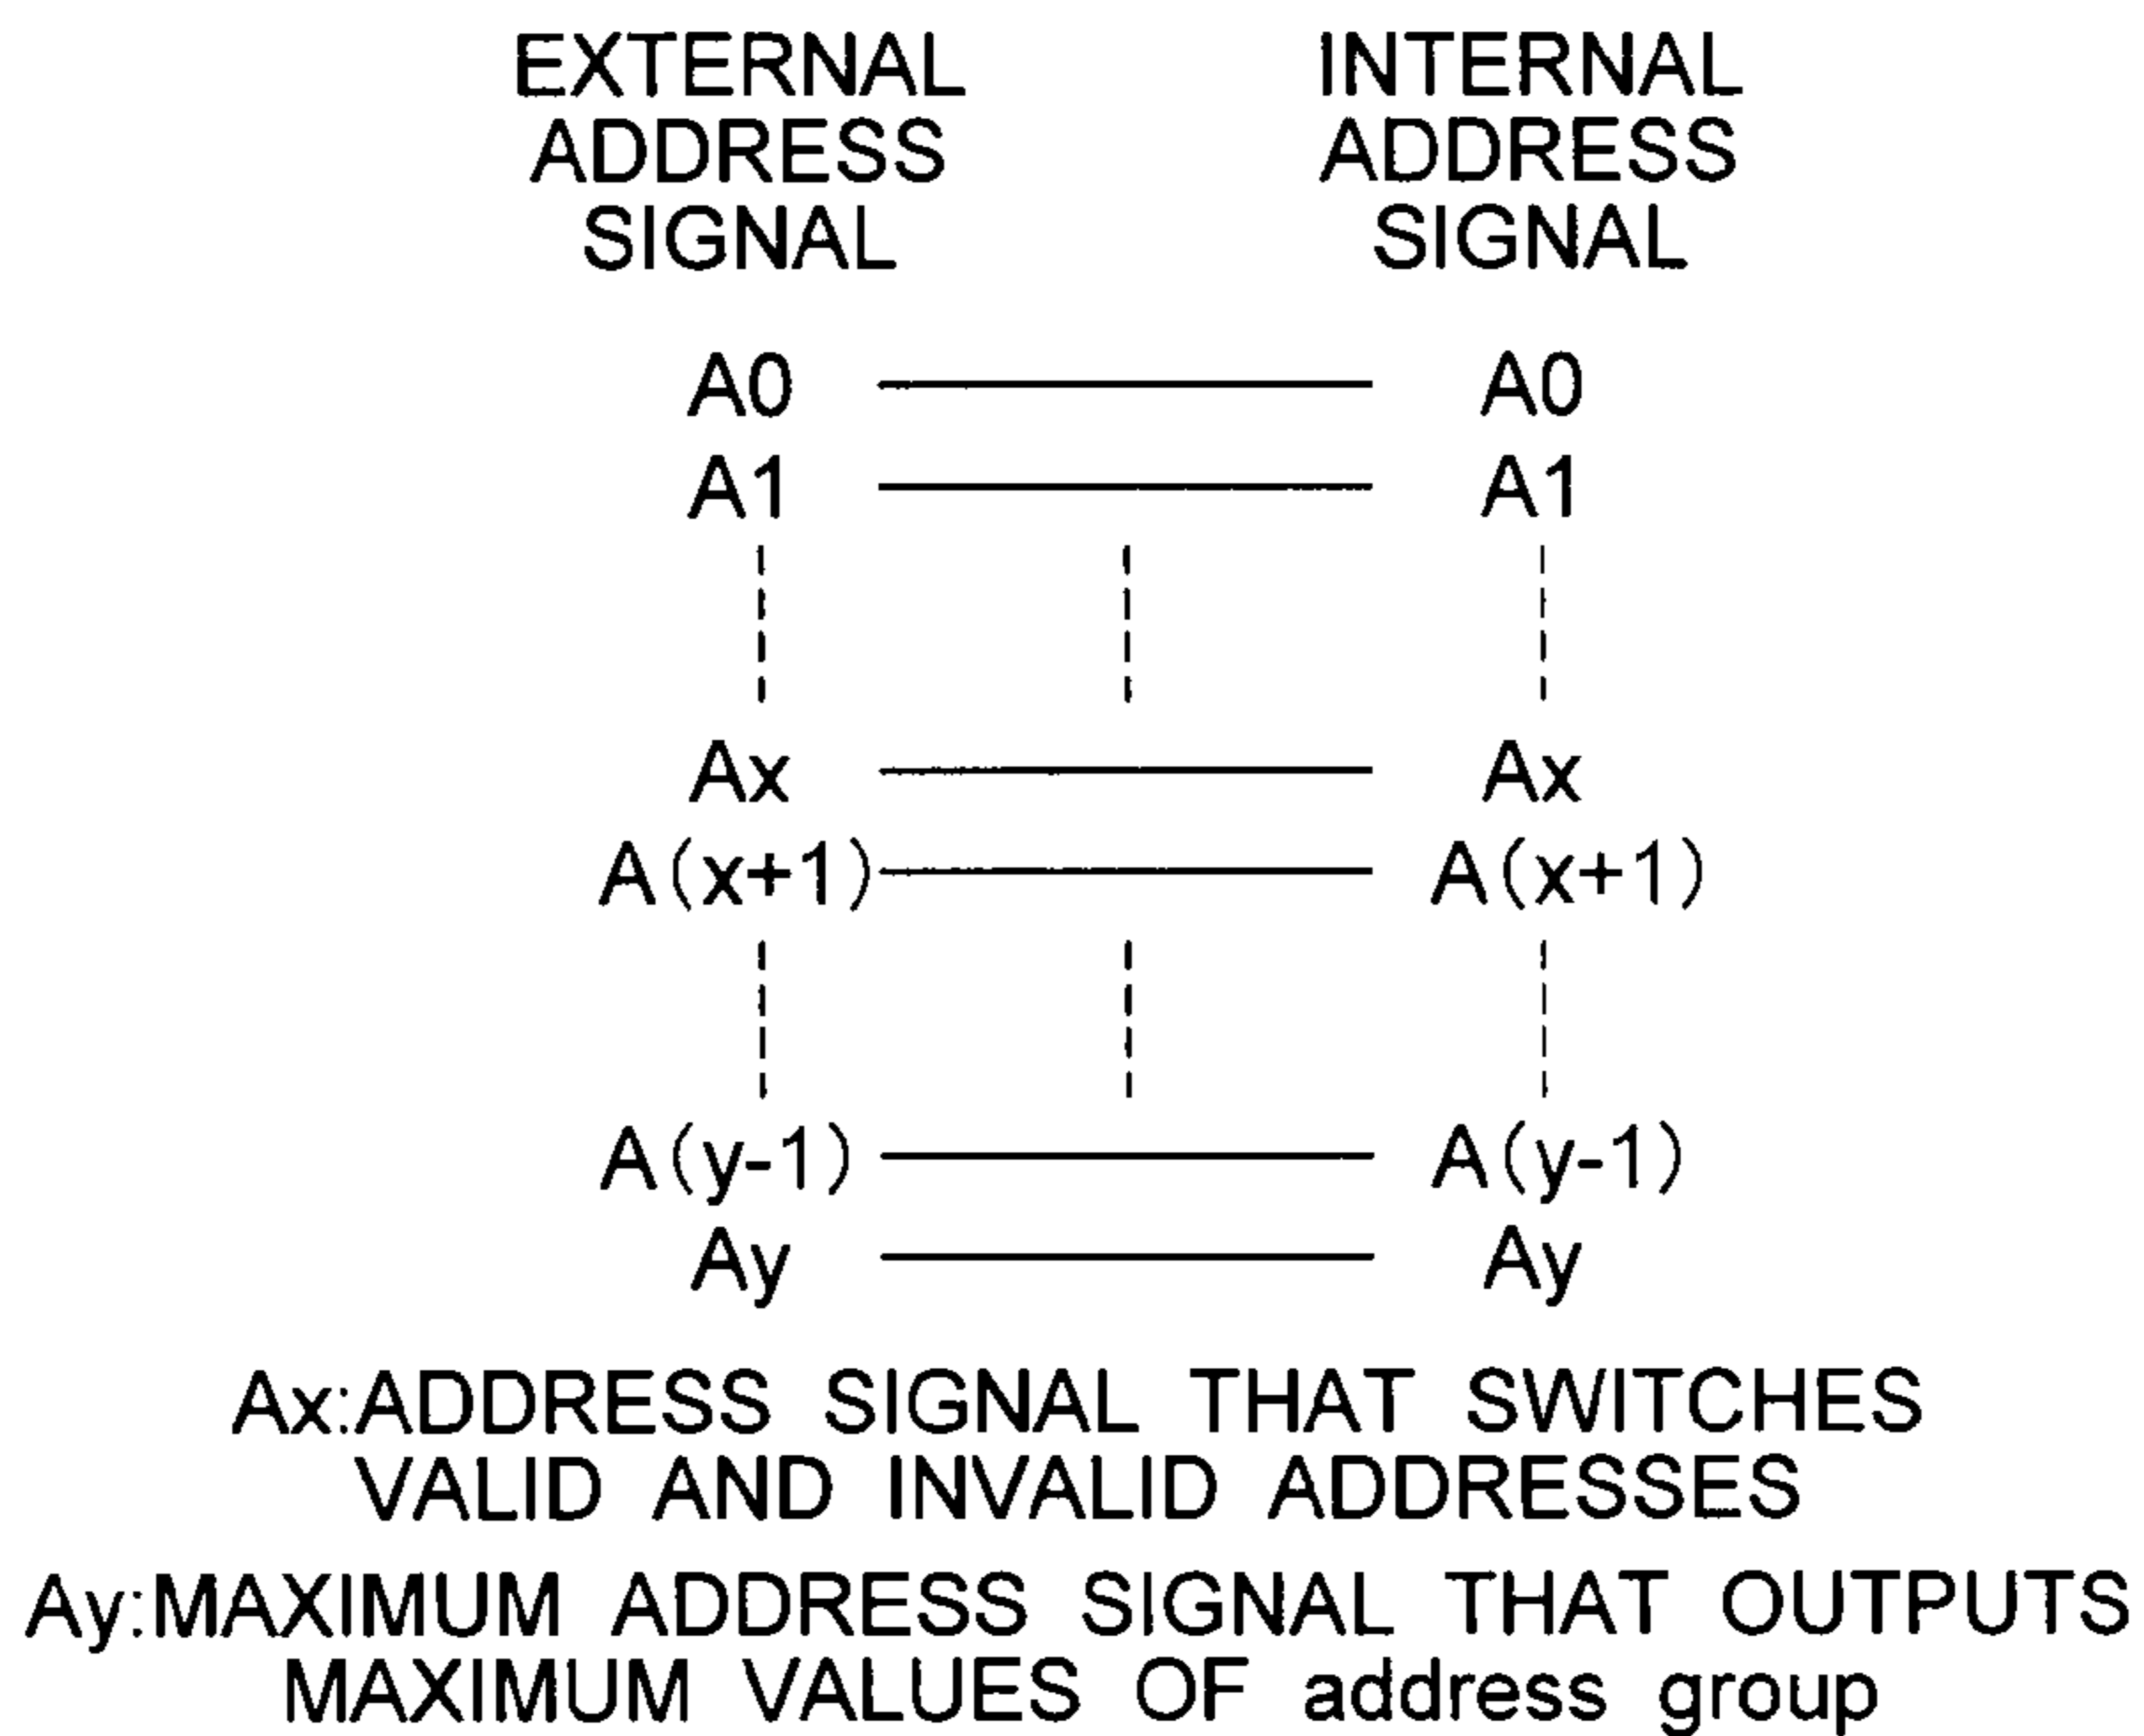 EXTERNAL INTERNAL
ADDRESS ADDRESS
SIGNAL SIGNAL
A0 A0
A1 A1
Ax Ax
A(x+1) A(x+1)
A(y-1) A(y-1)
Ay Ay
Ax:ADDRESS SIGNAL THAT SWITCHES
VALID AND INVALID ADDRESSES
Ay:MAXIMUM ADDRESS SIGNAL THAT OUTPUTS
MAXIMUM VALUES OF address group